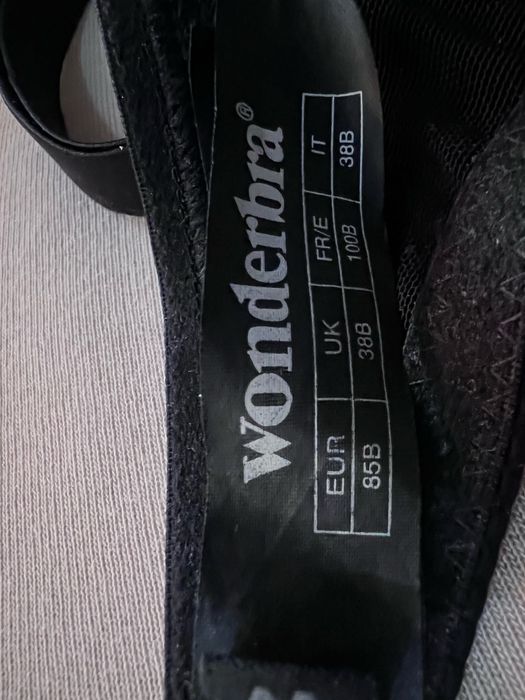 Wonderbra®
EUR UK FR/E IT
85B 38B 100B 38B